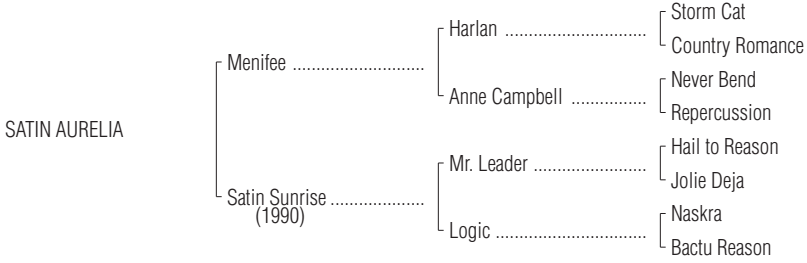 SATIN AURELIA
Menifee ............................
Satin Sunrise ....................
(1990)
Harlan ..............................
Anne Campbell ................
Mr. Leader ........................
Logic ................................
Storm Cat
Country Romance
Never Bend
Repercussion
Hail to Reason
Jolie Deja
Naskra
Bactu Reason